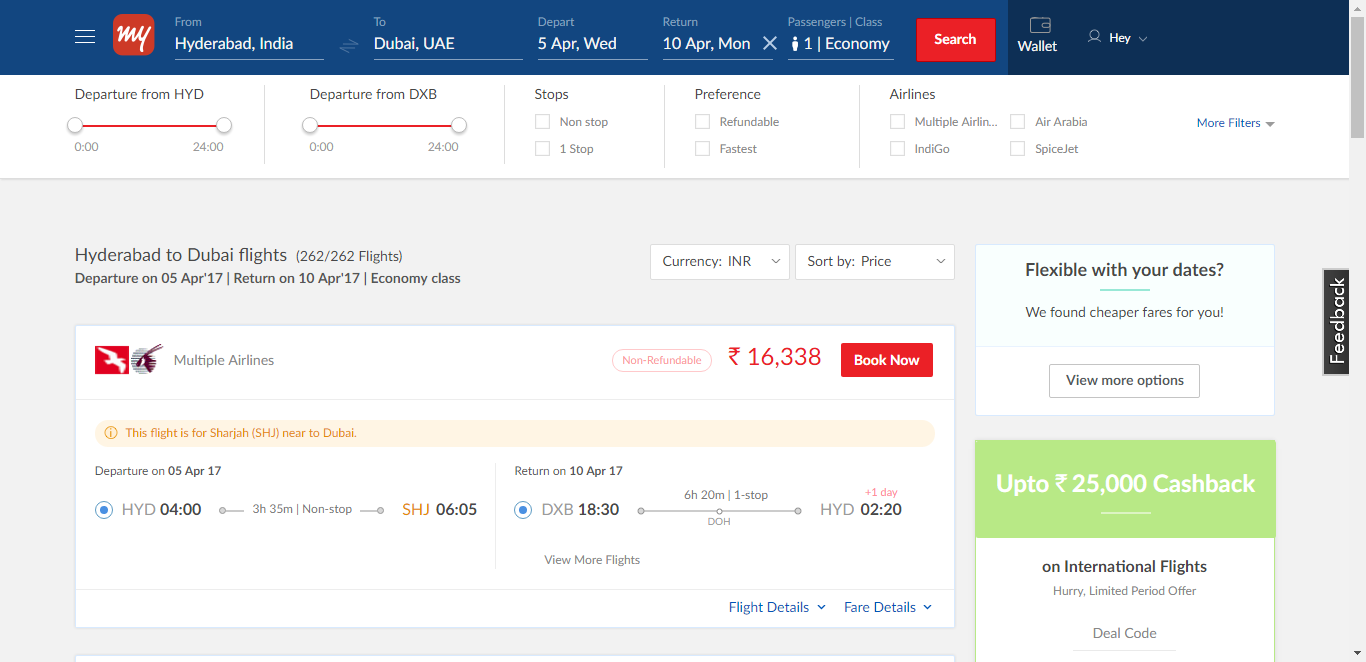 my
From
Hyderabad, India
To
Dubai, UAE
Depart
5 Apr, Wed
Return
10 Apr, Mon
Passengers | Class
1 | Economy
Search
Wallet
Hey
Departure from HYD
0:00 24:00
Departure from DXB
0:00 24:00
Stops
Non stop
1 Stop
Preference
Refundable
Fastest
Airlines
Multiple Airlin... Air Arabia
IndiGo SpiceJet
More Filters
Hyderabad to Dubai flights (262/262 Flights)
Departure on 05 Apr'17 | Return on 10 Apr'17 | Economy class
Currency: INR
Sort by: Price
Multiple Airlines
Non-Refundable
₹ 16,338
Book Now
This flight is for Sharjah (SHJ) near to Dubai.
Departure on 05 Apr 17
HYD 04:00 3h 35m | Non-stop SHJ 06:05
Return on 10 Apr 17
6h 20m | 1-stop +1 day
DXB 18:30 HYD 02:20
DOH
View More Flights
Flight Details Fare Details
Flexible with your dates?
We found cheaper fares for you!
View more options
Upto ₹ 25,000 Cashback
on International Flights
Hurry, Limited Period Offer
Deal Code
Feedback